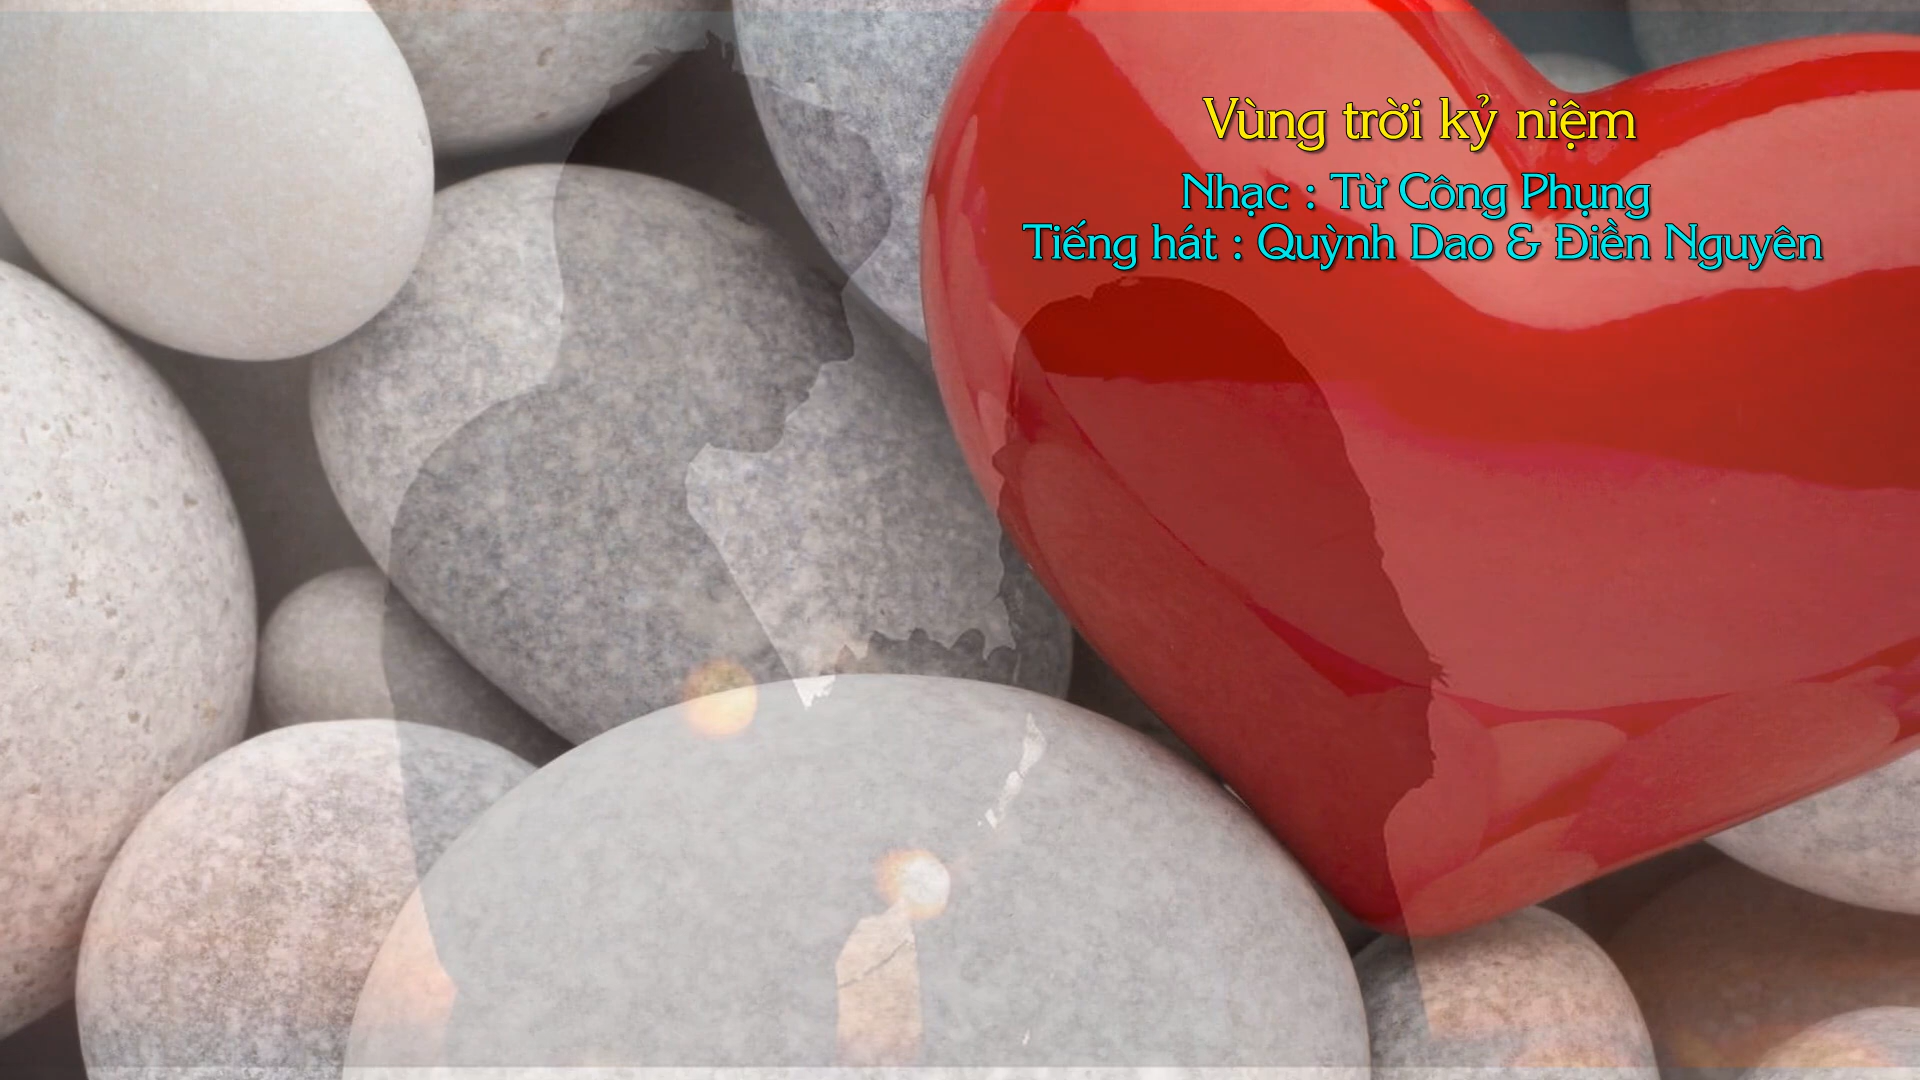 Vùng trời kỷ niệm
Nhạc : Từ Công Phụng
Tiếng hát : Quỳnh Dao & Điền Nguyên